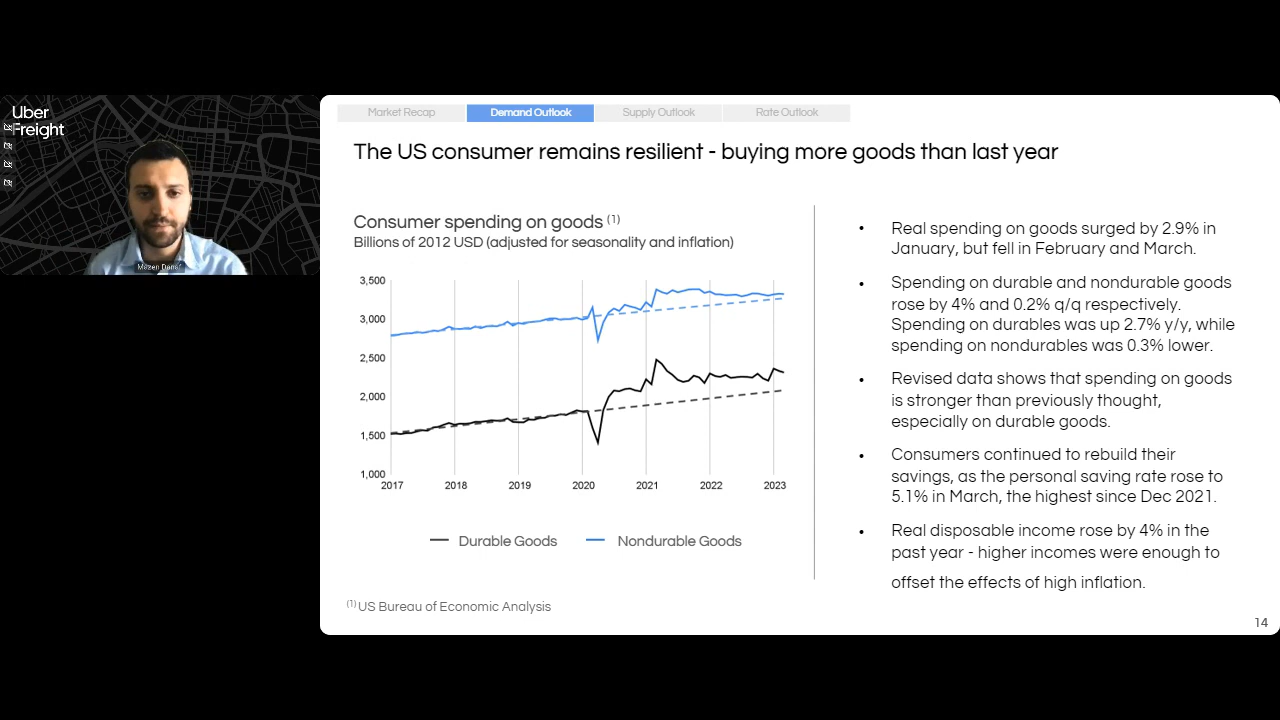 Uber
Freight
Mazen Danaf
Market Recap
Demand Outlook
Supply Outlook
Rate Outlook
The US consumer remains resilient - buying more goods than last year
Consumer spending on goods (1)
Billions of 2012 USD (adjusted for seasonality and inflation)
3,500
3,000
2,500
2,000
1,500
1,000
2017 2018 2019 2020 2021 2022 2023
Durable Goods
Nondurable Goods
(1) US Bureau of Economic Analysis
• Real spending on goods surged by 2.9% in
January, but fell in February and March.
• Spending on durable and nondurable goods
rose by 4% and 0.2% q/q respectively.
Spending on durables was up 2.7% y/y, while
spending on nondurables was 0.3% lower.
• Revised data shows that spending on goods
is stronger than previously thought,
especially on durable goods.
• Consumers continued to rebuild their
savings, as the personal saving rate rose to
5.1% in March, the highest since Dec 2021.
• Real disposable income rose by 4% in the
past year - higher incomes were enough to
offset the effects of high inflation.
14